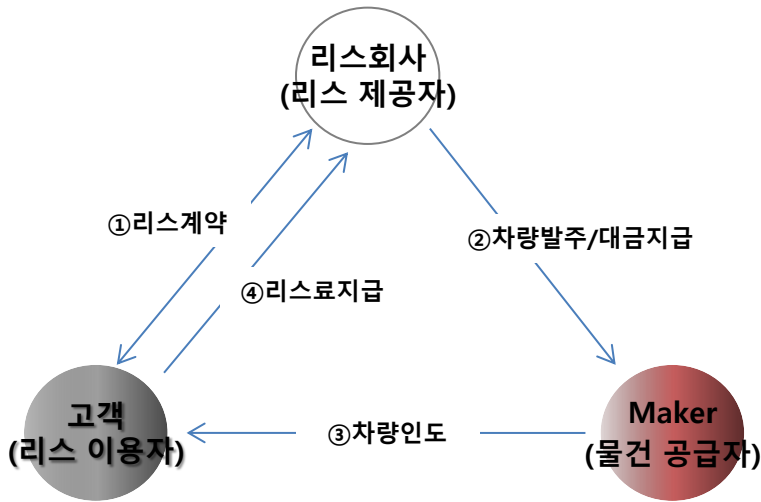 리스회사
(리스 제공자)
①리스계약
②차량발주/대금지급
④리스료지급
고객
(리스 이용자)
③차량인도
Maker
(물건 공급자)